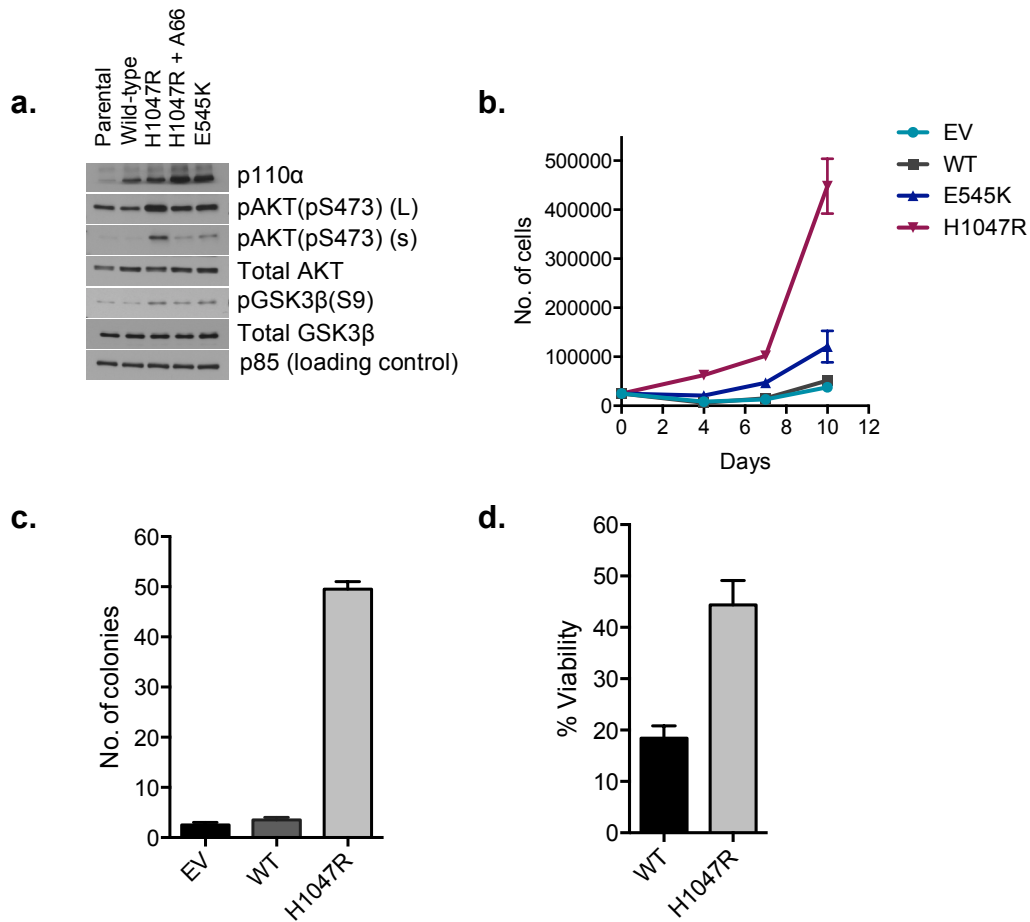 a.
Parental
Wild-type
H1047R
H1047R + A66
E545K
p110α
pAKT(pS473) (L)
pAKT(pS473) (s)
Total AKT
pGSK3β(S9)
Total GSK3β
p85 (loading control)
b.
No. of cells
500000
400000
300000
200000
100000
0
0 2 4 6 8 10 12
Days
EV
WT
E545K
H1047R
c.
No. of colonies
60
50
40
30
20
10
0
EV
WT
H1047R
d.
% Viability
60
50
40
30
20
10
0
WT
H1047R